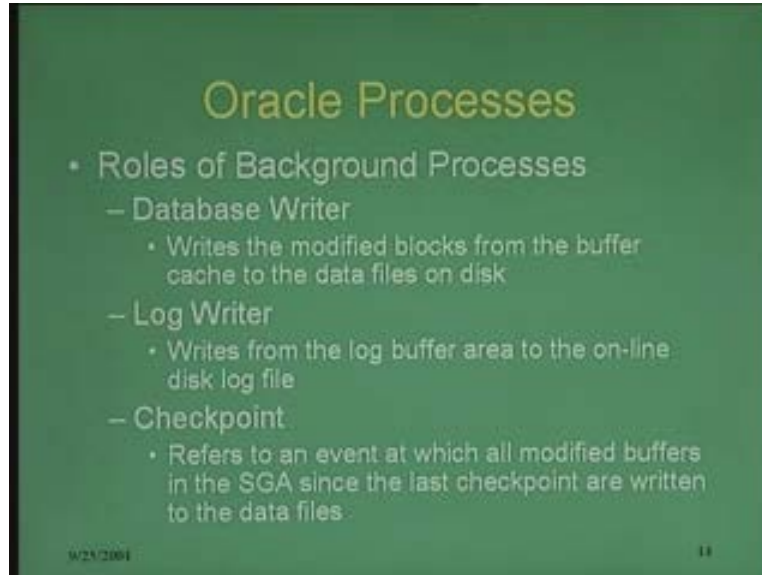 Oracle Processes
• Roles of Background Processes
– Database Writer
• Writes the modified blocks from the buffer
cache to the data files on disk
– Log Writer
• Writes from the log buffer area to the on-line
disk log file
– Checkpoint
• Refers to an event at which all modified buffers
in the SGA since the last checkpoint are written
to the data files